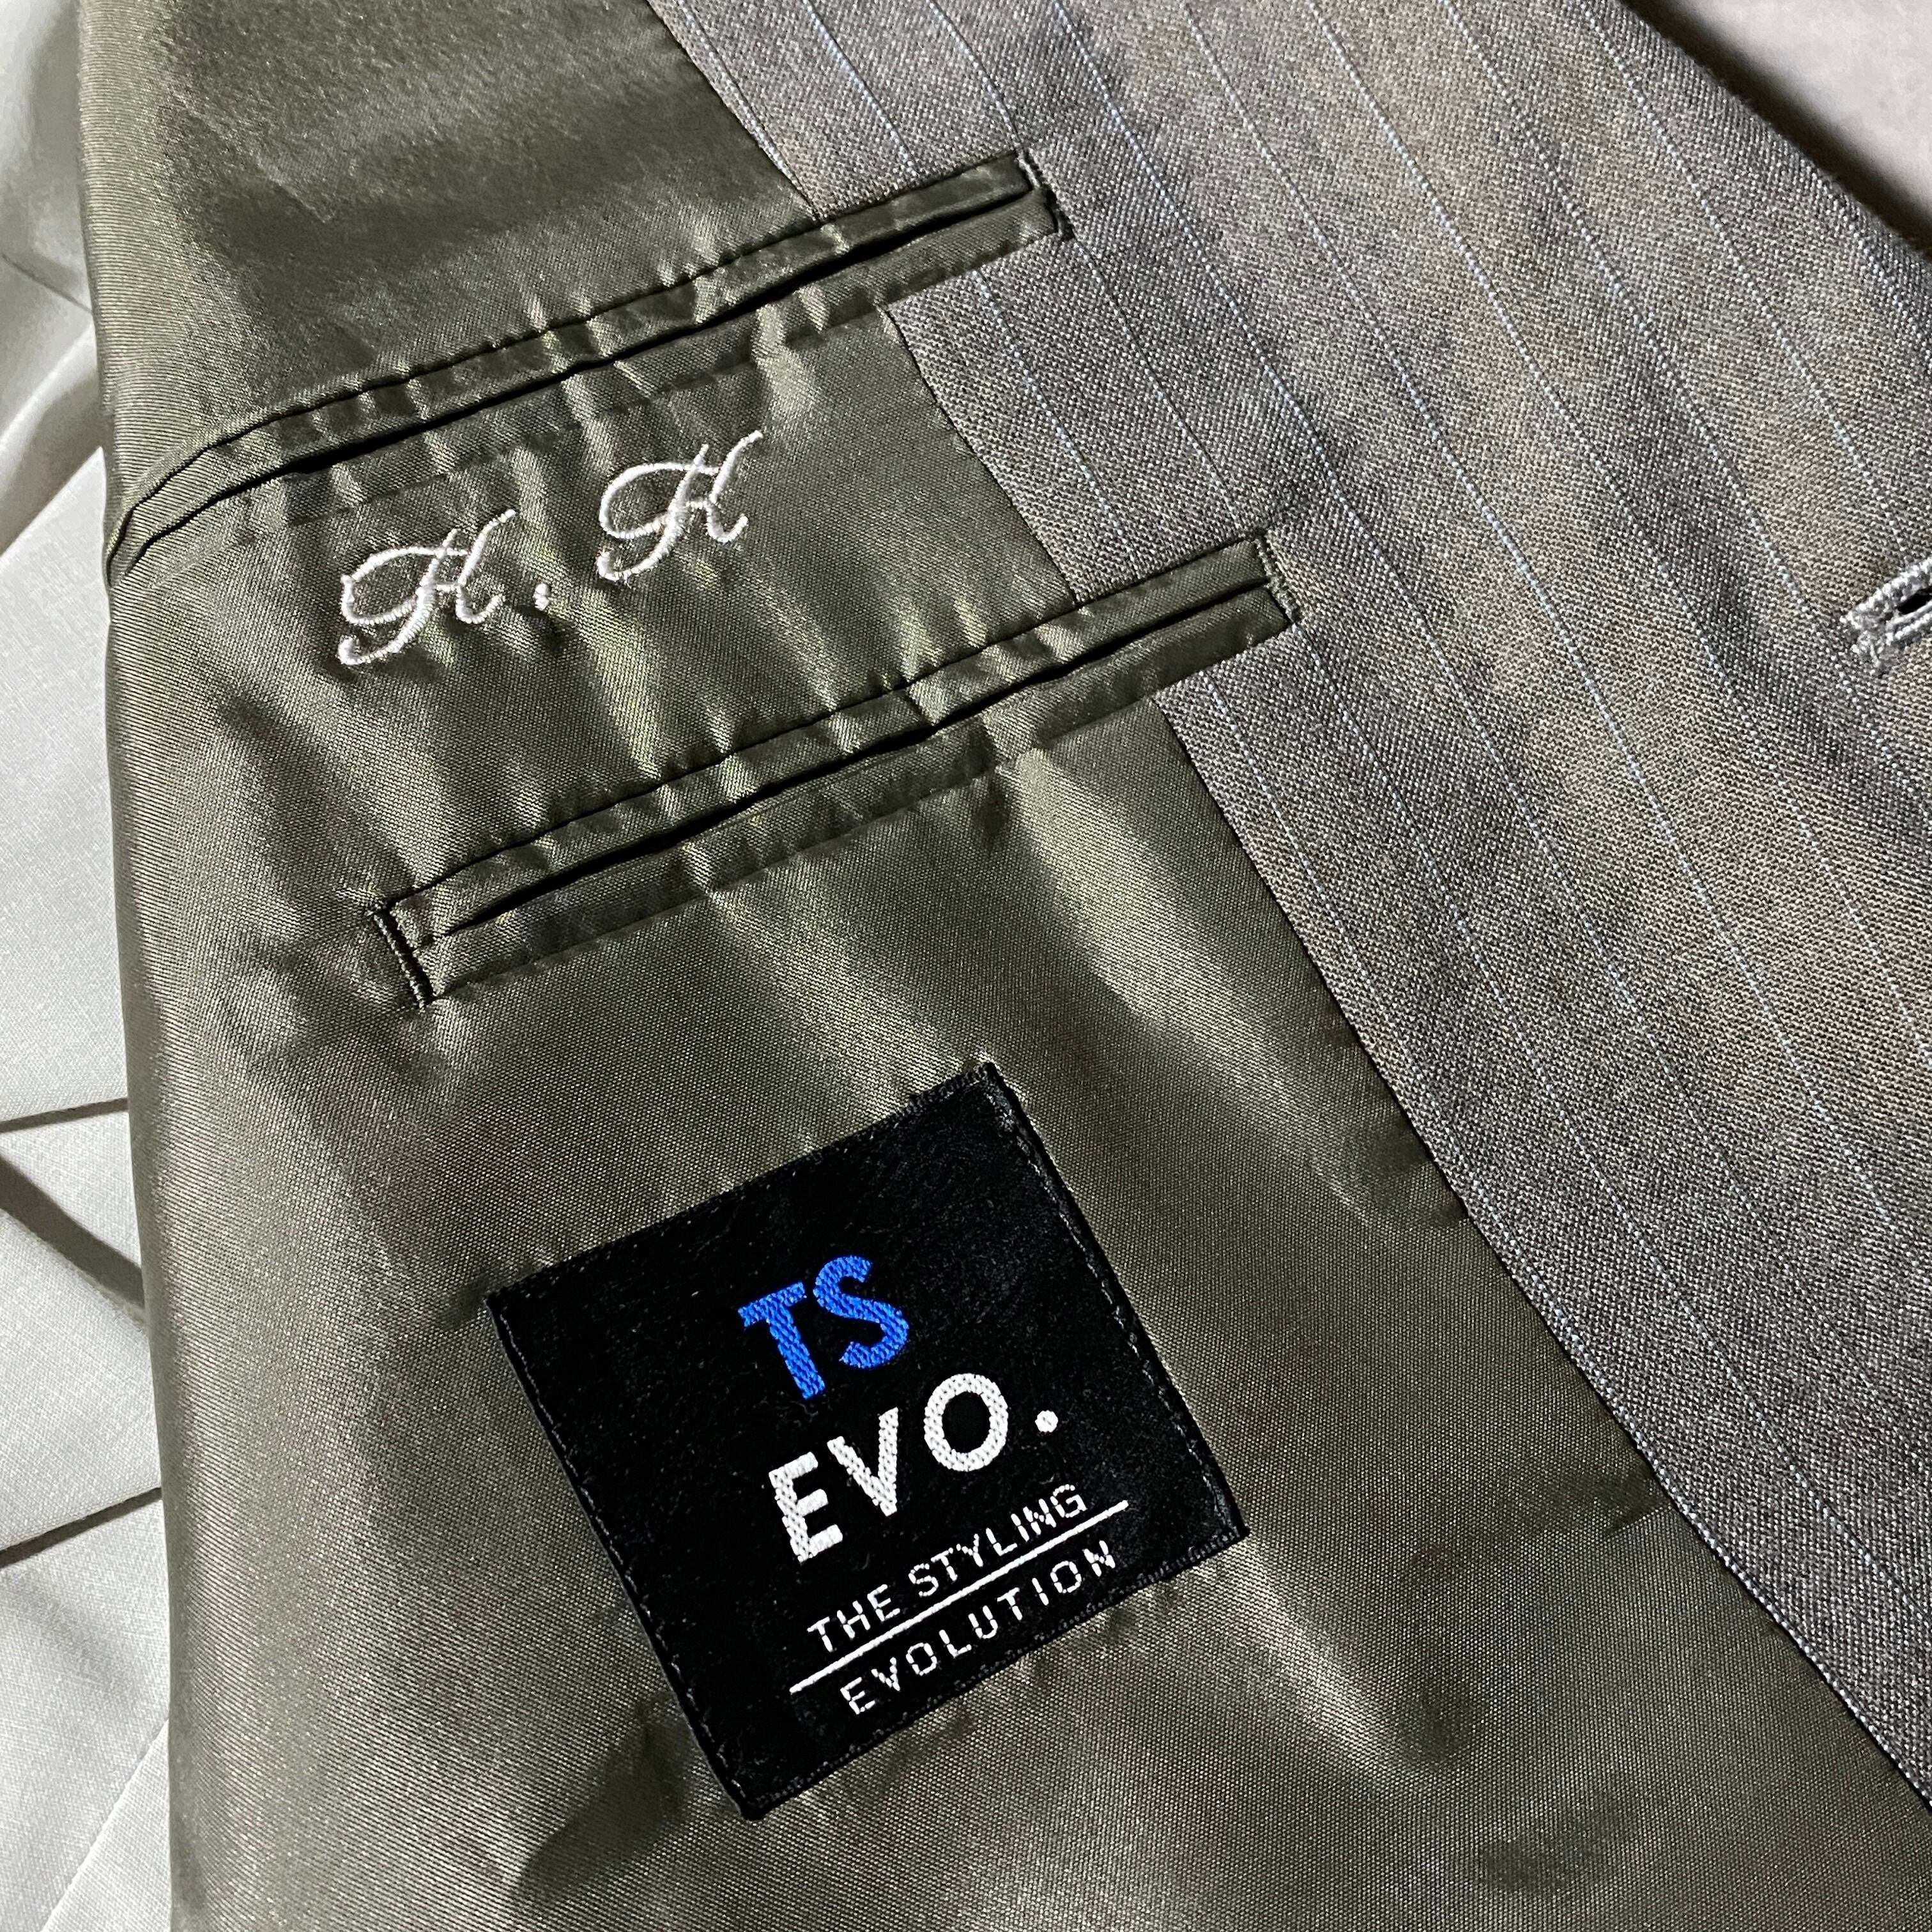 K.K
TS
EVO.
THE STYLING
EVOLUTION